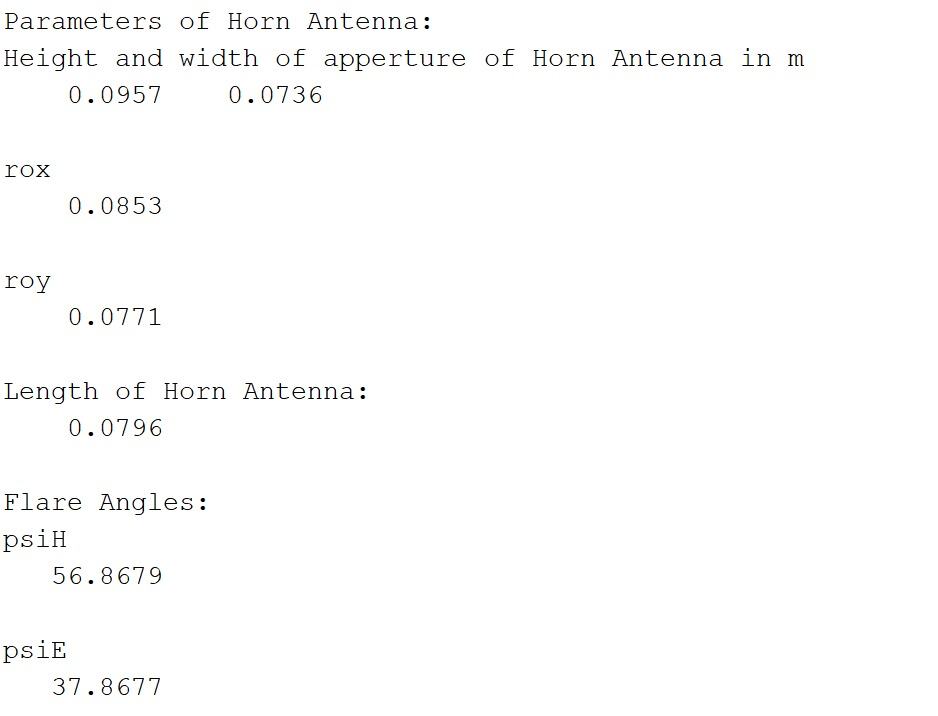 Parameters of Horn Antenna:
Height and width of apperture of Horn Antenna in m
0.0957    0.0736
rox
0.0853
roy
0.0771
Length of Horn Antenna:
0.0796
Flare Angles:
psiH
56.8679
psiE
37.8677